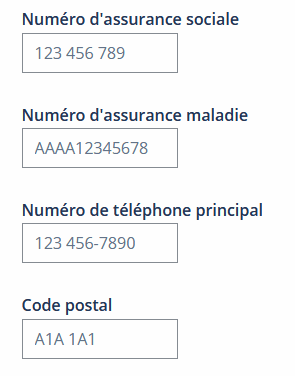 Numéro d'assurance sociale
123 456 789
Numéro d'assurance maladie
AAAA12345678
Numéro de téléphone principal
123 456-7890
Code postal
A1A 1A1